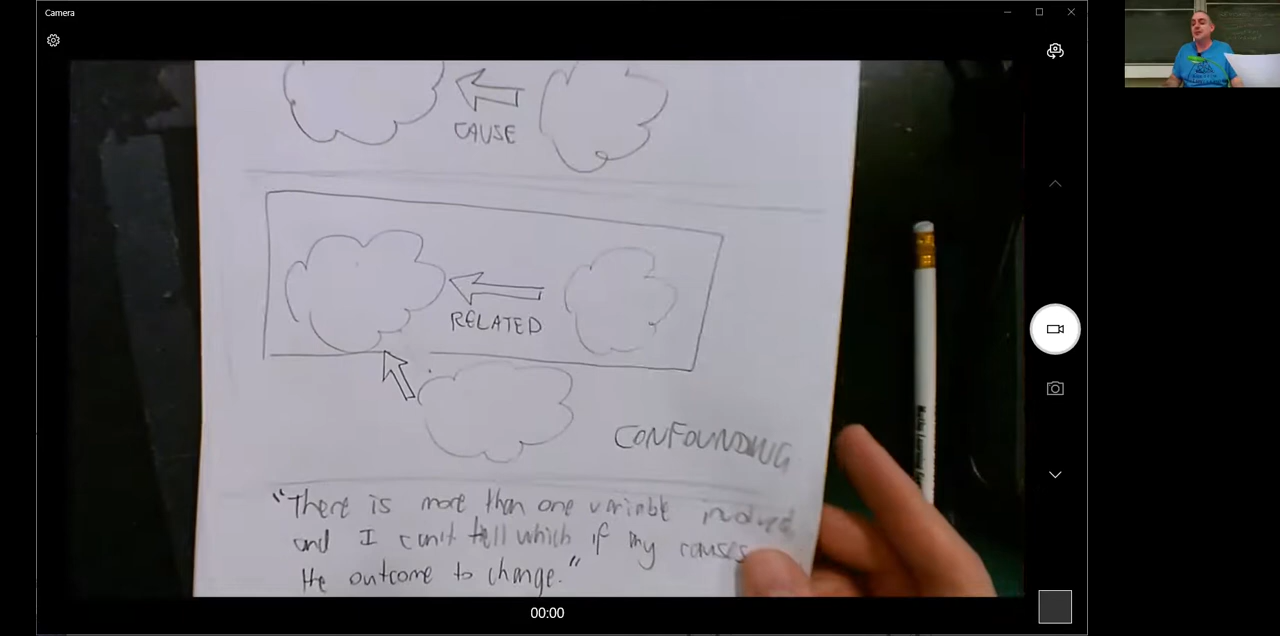 Camera
CAUSE
RELATED
CONFOUNDING
"There is more than one variable involved
and I can't tell which if my causes
the outcome to change."
00:00